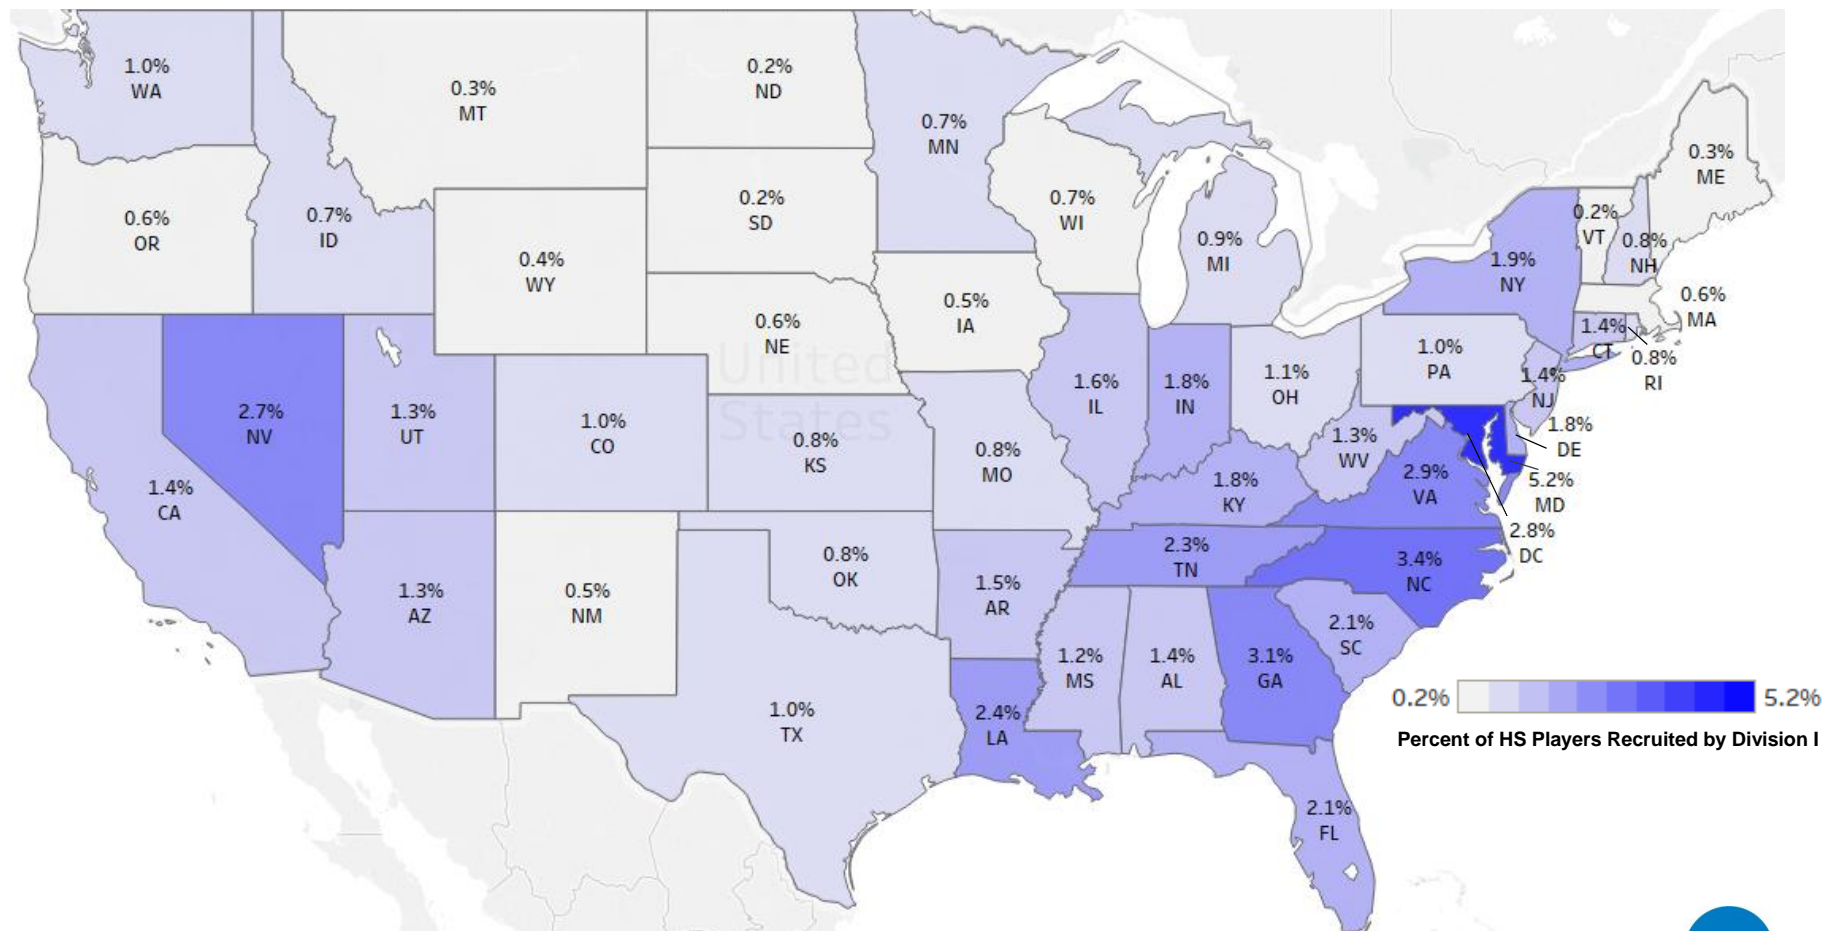 1.0%
WA
0.3%
MT
0.2%
ND
0.7%
MN
0.3%
ME
0.6%
OR
0.7%
ID
0.4%
WY
0.2%
SD
0.7%
WI
0.9%
MI
1.9%
NY
0.2%
VT
0.8%
NH
0.6%
MA
0.6%
NE
0.5%
IA
1.4%
CT
0.8%
RI
United
States
1.4%
CA
2.7%
NV
1.3%
UT
1.0%
CO
0.8%
KS
0.8%
MO
1.6%
IL
1.8%
IN
1.1%
OH
1.0%
PA
1.4%
NJ
1.8%
DE
1.3%
WV
2.9%
VA
5.2%
MD
2.8%
DC
1.8%
KY
1.3%
AZ
0.5%
NM
0.8%
OK
1.5%
AR
2.3%
TN
3.4%
NC
2.1%
SC
1.0%
TX
2.4%
LA
1.2%
MS
1.4%
AL
3.1%
GA
2.1%
FL
0.2% 5.2%
Percent of HS Players Recruited by Division I